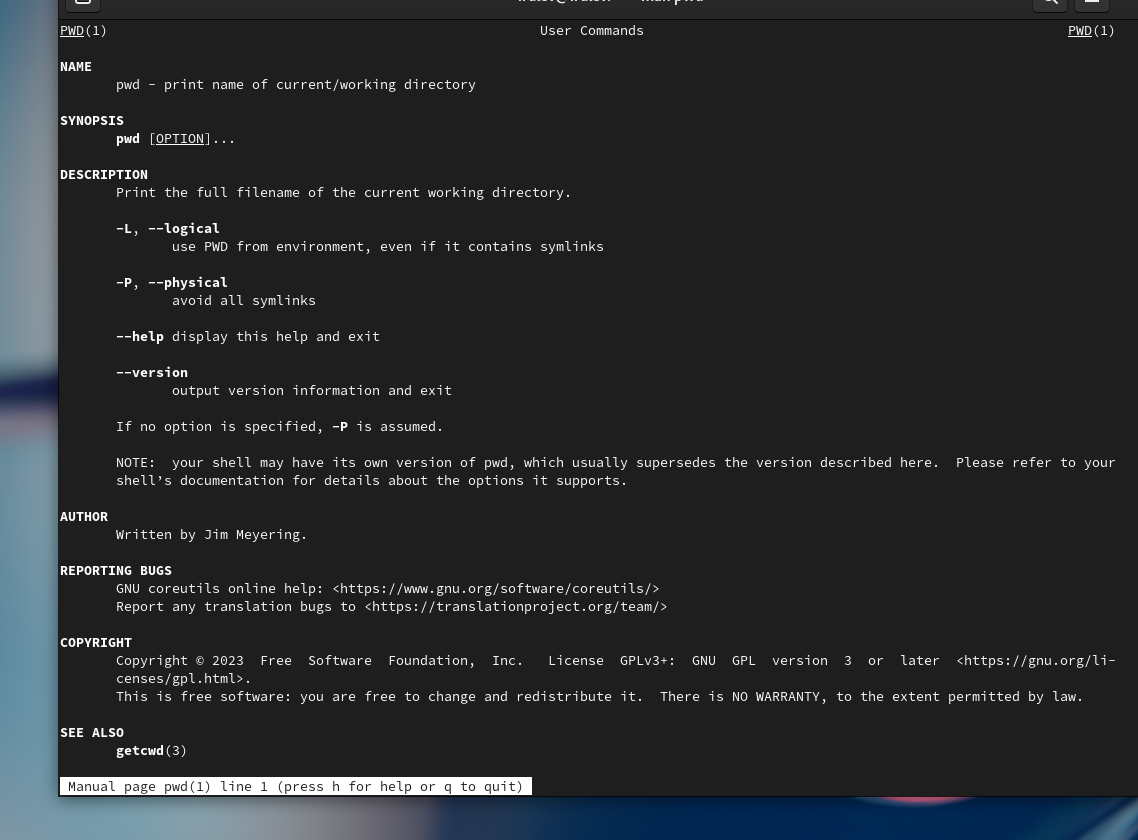 PWD(1) User Commands PWD(1)
NAME
pwd - print name of current/working directory
SYNOPSIS
pwd [OPTION]...
DESCRIPTION
Print the full filename of the current working directory.
-L, --logical
use PWD from environment, even if it contains symlinks
-P, --physical
avoid all symlinks
--help display this help and exit
--version
output version information and exit
If no option is specified, -P is assumed.
NOTE:  your shell may have its own version of pwd, which usually supersedes the version described here.  Please refer to your
shell’s documentation for details about the options it supports.
AUTHOR
Written by Jim Meyering.
REPORTING BUGS
GNU coreutils online help: <https://www.gnu.org/software/coreutils/>
Report any translation bugs to <https://translationproject.org/team/>
COPYRIGHT
Copyright © 2023  Free  Software  Foundation,  Inc.   License  GPLv3+:  GNU  GPL  version  3  or  later  <https://gnu.org/li-
censes/gpl.html>.
This is free software: you are free to change and redistribute it.  There is NO WARRANTY, to the extent permitted by law.
SEE ALSO
getcwd(3)
Manual page pwd(1) line 1 (press h for help or q to quit)